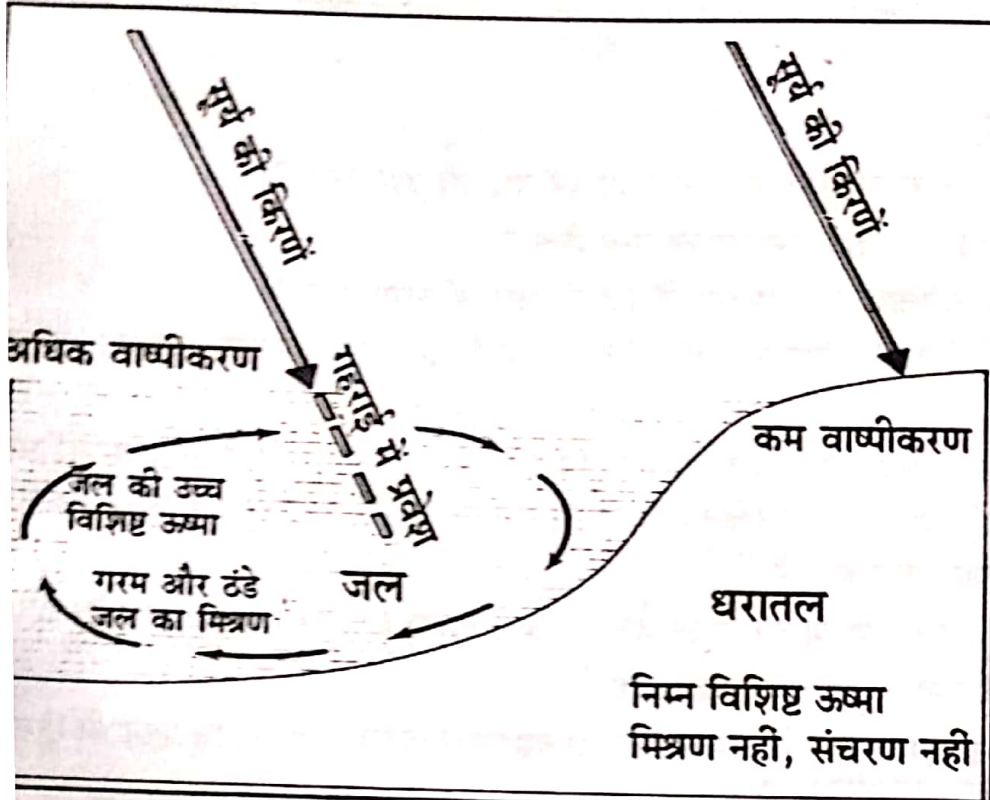 सूर्य की किरणें
सूर्य की किरणें
अधिक वाष्पीकरण
गहराई में प्रवेश
कम वाष्पीकरण
जल की उच्च
विशिष्ट ऊष्मा
गरम और ठंडे
जल का मिश्रण
जल
धरातल
निम्न विशिष्ट ऊष्मा
मिश्रण नहीं, संचरण नहीं